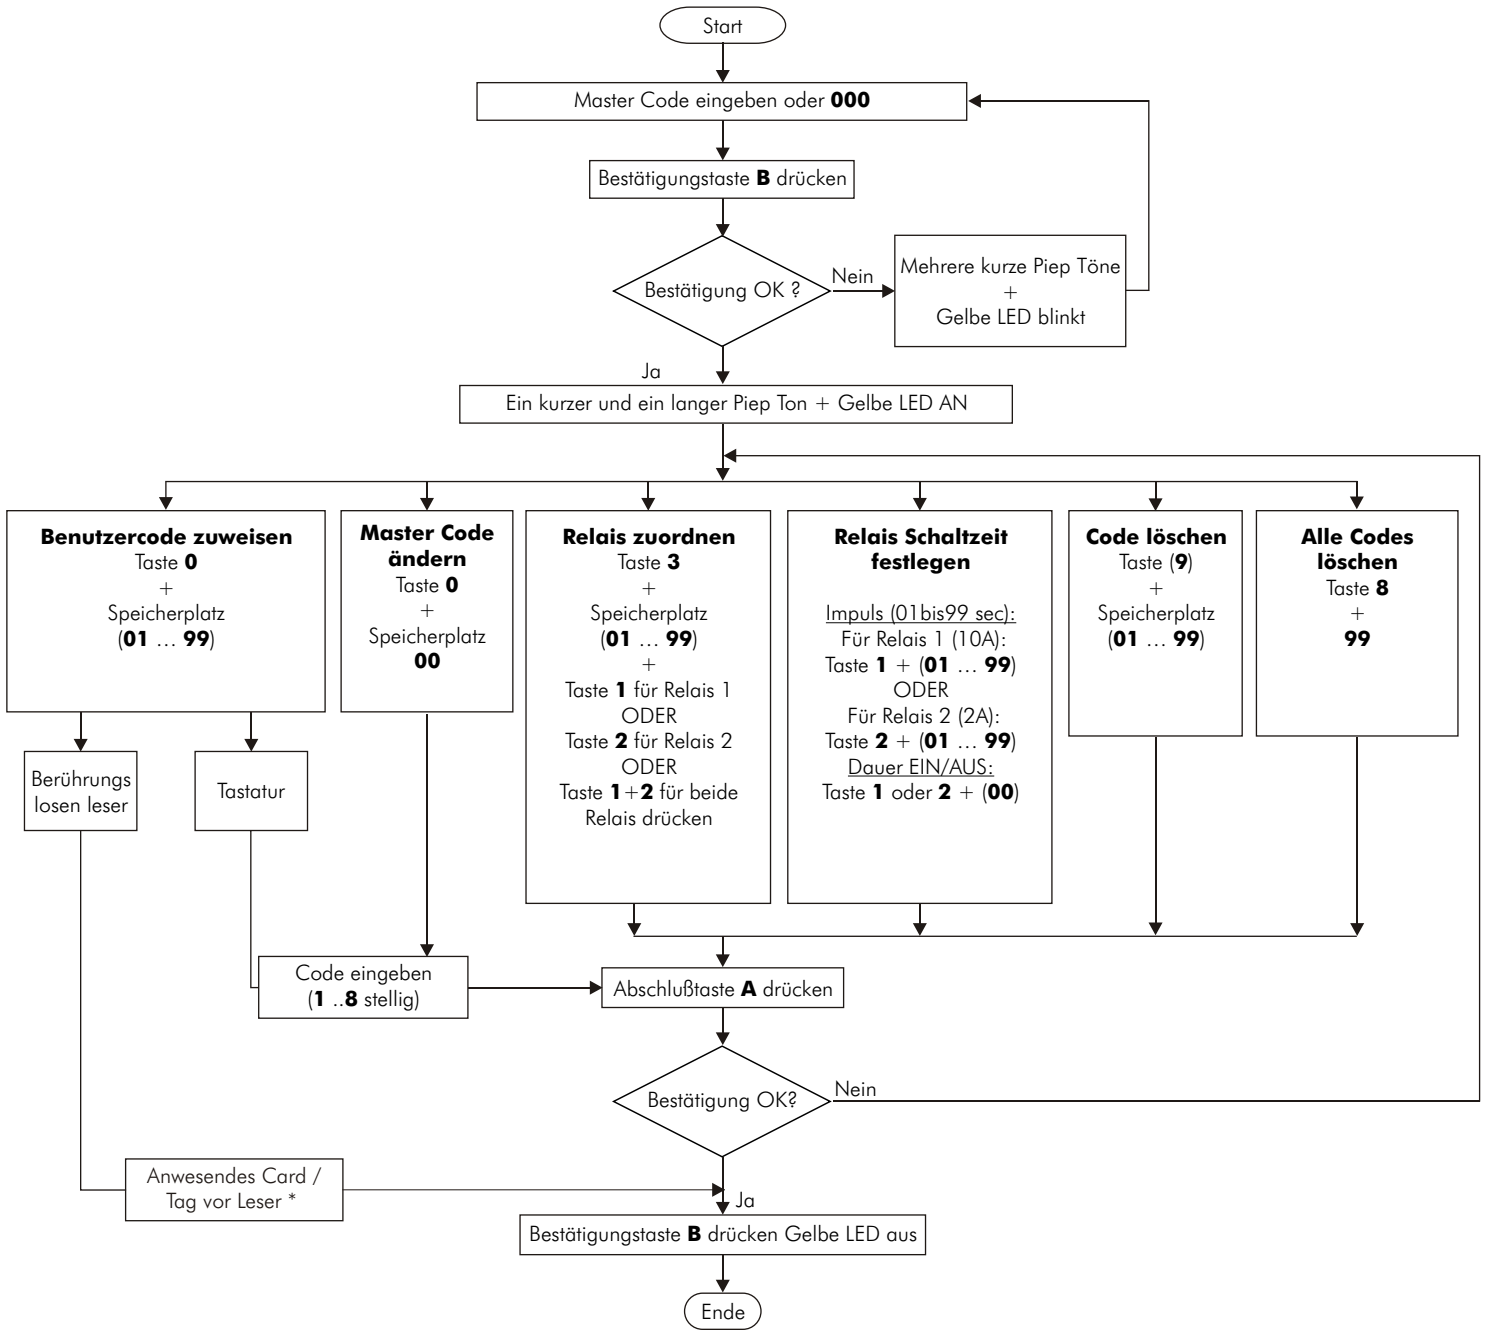 Start
Master Code eingeben oder 000
Bestätigungstaste B drücken
Bestätigung OK ?
Nein
Mehrere kurze Piep Töne
+
Gelbe LED blinkt
Ja
Ein kurzer und ein langer Piep Ton + Gelbe LED AN
Benutzercode zuweisen
Taste 0
+
Speicherplatz
(01 ... 99)
Master Code
ändern
Taste 0
+
Speicherplatz
00
Relais zuordnen
Taste 3
+
Speicherplatz
(01 ... 99)
+
Taste 1 für Relais 1
ODER
Taste 2 für Relais 2
ODER
Taste 1+2 für beide
Relais drücken
Relais Schaltzeit
festlegen
Impuls (01bis99 sec):
Für Relais 1 (10A):
Taste 1 + (01 ... 99)
ODER
Für Relais 2 (2A):
Taste 2 + (01 ... 99)
Dauer EIN/AUS:
Taste 1 oder 2 + (00)
Code löschen
Taste (9)
+
Speicherplatz
(01 ... 99)
Alle Codes
löschen
Taste 8
+
99
Berührungs
losen leser
Tastatur
Code eingeben
(1 ..8 stellig)
Abschlußtaste A drücken
Bestätigung OK?
Nein
Anwesendes Card /
Tag vor Leser *
Ja
Bestätigungstaste B drücken Gelbe LED aus
Ende